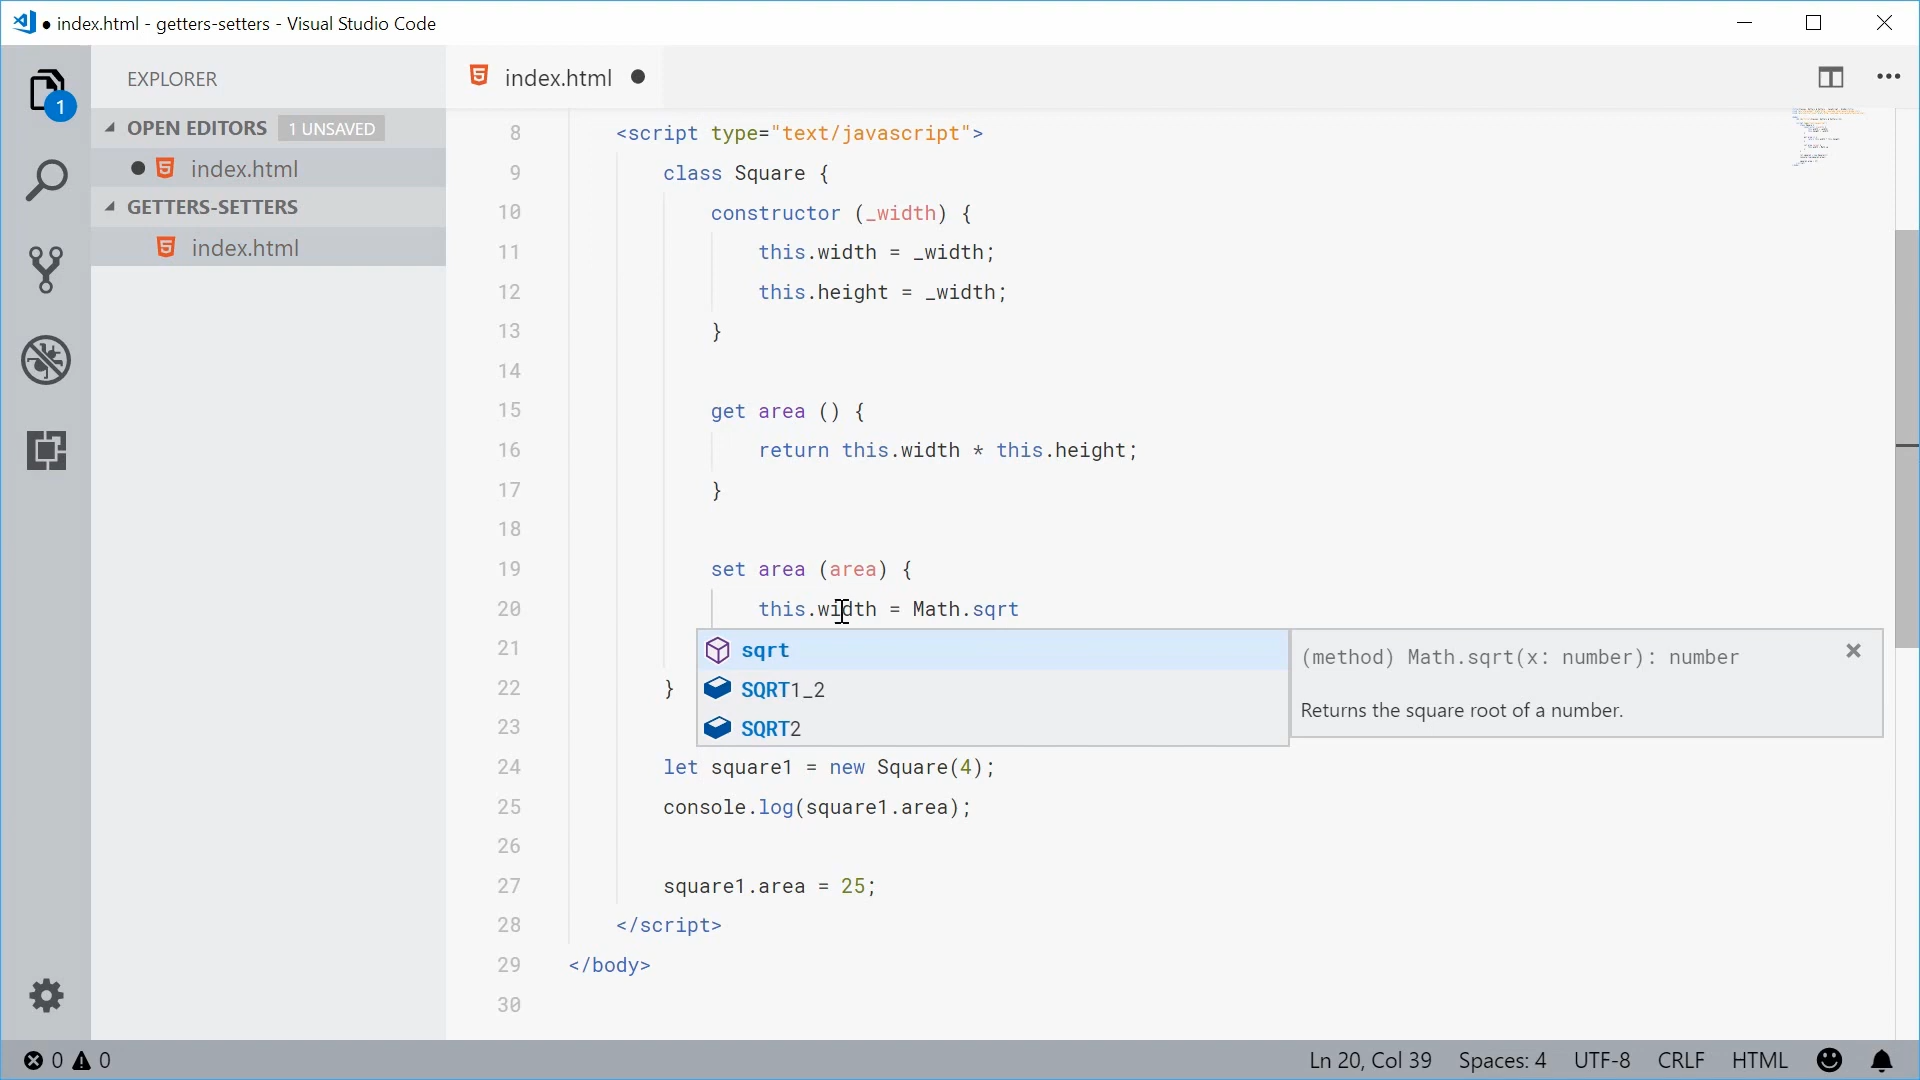 index.html - getters-setters - Visual Studio Code
EXPLORER
OPEN EDITORS 1 UNSAVED
index.html
GETTERS-SETTERS
index.html
1
index.html
8 <script type="text/javascript">
9 class Square {
10 constructor (_width) {
11 this.width = _width;
12 this.height = _width;
13 }
14
15 get area () {
16 return this.width * this.height;
17 }
18
19 set area (area) {
20 this.width = Math.sqrt
21
22 }
23
sqrt
SQRT1_2
SQRT2
(method) Math.sqrt(x: number): number
Returns the square root of a number.
24 let square1 = new Square(4);
25 console.log(square1.area);
26
27 square1.area = 25;
28 </script>
29 </body>
30
0 0 Ln 20, Col 39 Spaces: 4 UTF-8 CRLF HTML